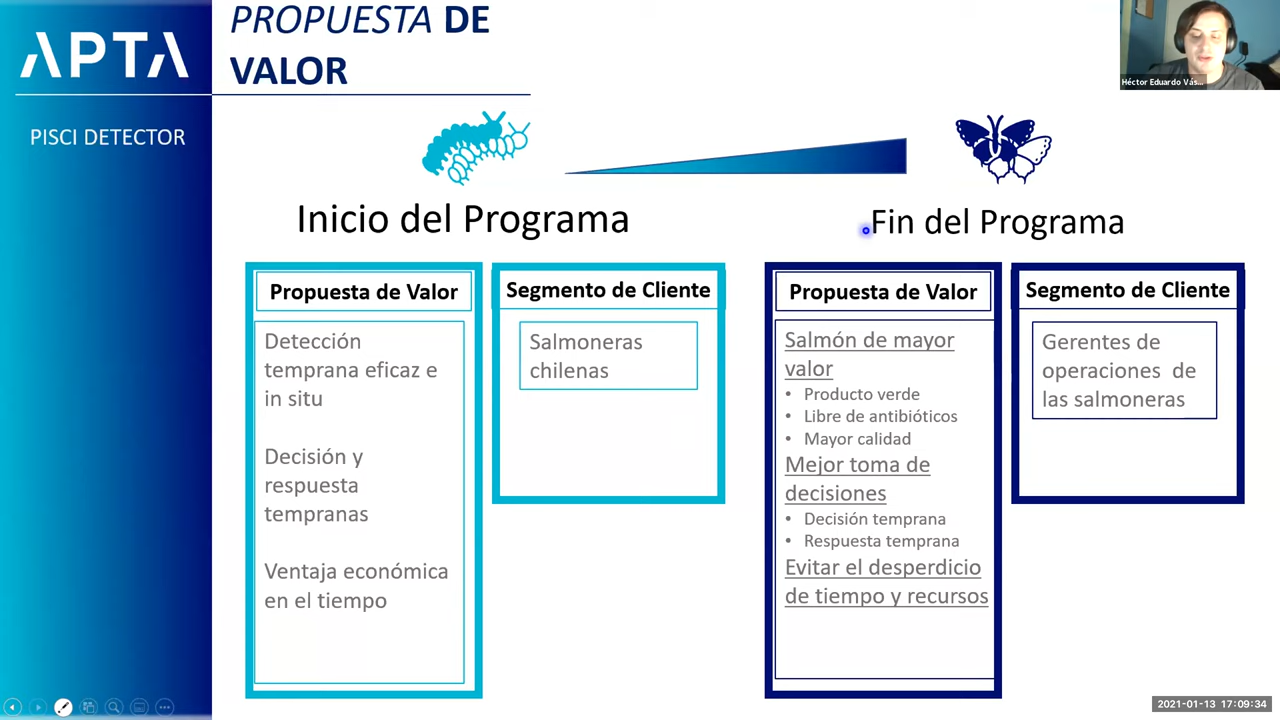 PROPUESTA DE
VALOR
APTA
PISCI DETECTOR
Héctor Eduardo Vás...
Inicio del Programa
Fin del Programa
Propuesta de Valor
Detección
temprana eficaz e
in situ
Decisión y
respuesta
tempranas
Ventaja económica
en el tiempo
Segmento de Cliente
Salmoneras
chilenas
Propuesta de Valor
Salmón de mayor
valor
• Producto verde
• Libre de antibióticos
• Mayor calidad
Mejor toma de
decisiones
• Decisión temprana
• Respuesta temprana
Evitar el desperdicio
de tiempo y recursos
Segmento de Cliente
Gerentes de
operaciones de
las salmoneras
2021-01-13 17:09:34